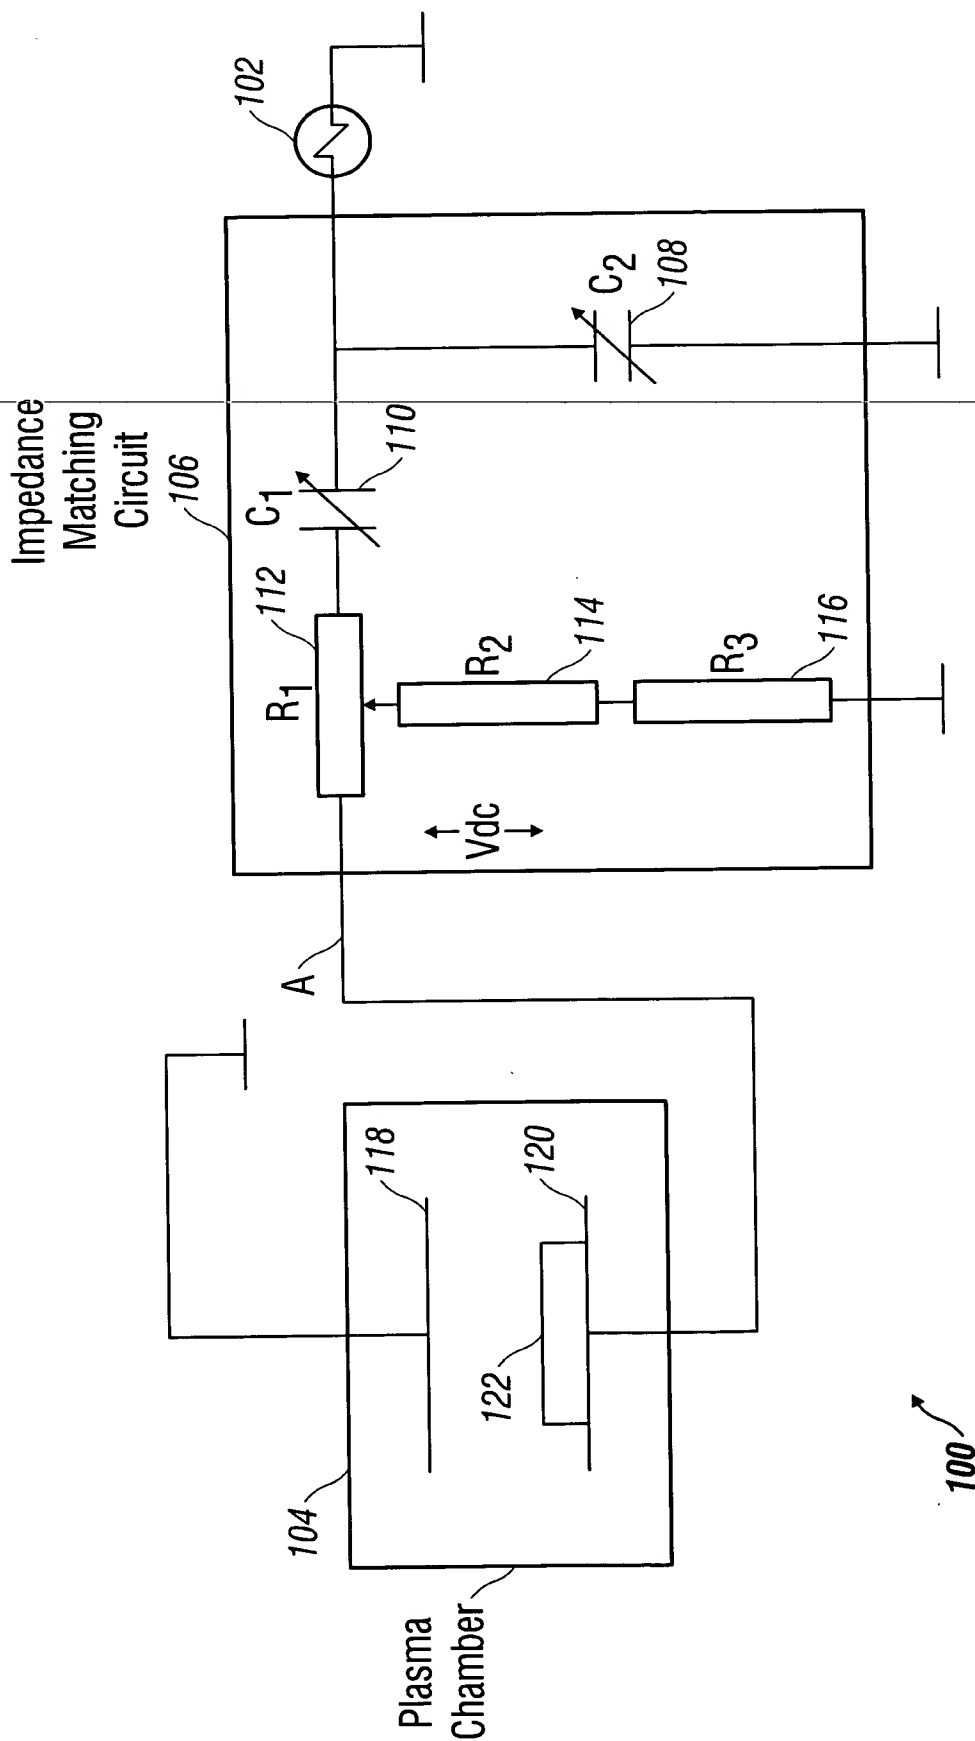 Plasma
Chamber
104
118
120
122
A
Impedance
Matching
Circuit
106
R1
112
C1
110
R2
114
R3
116
Vdc
C2
108
102
100